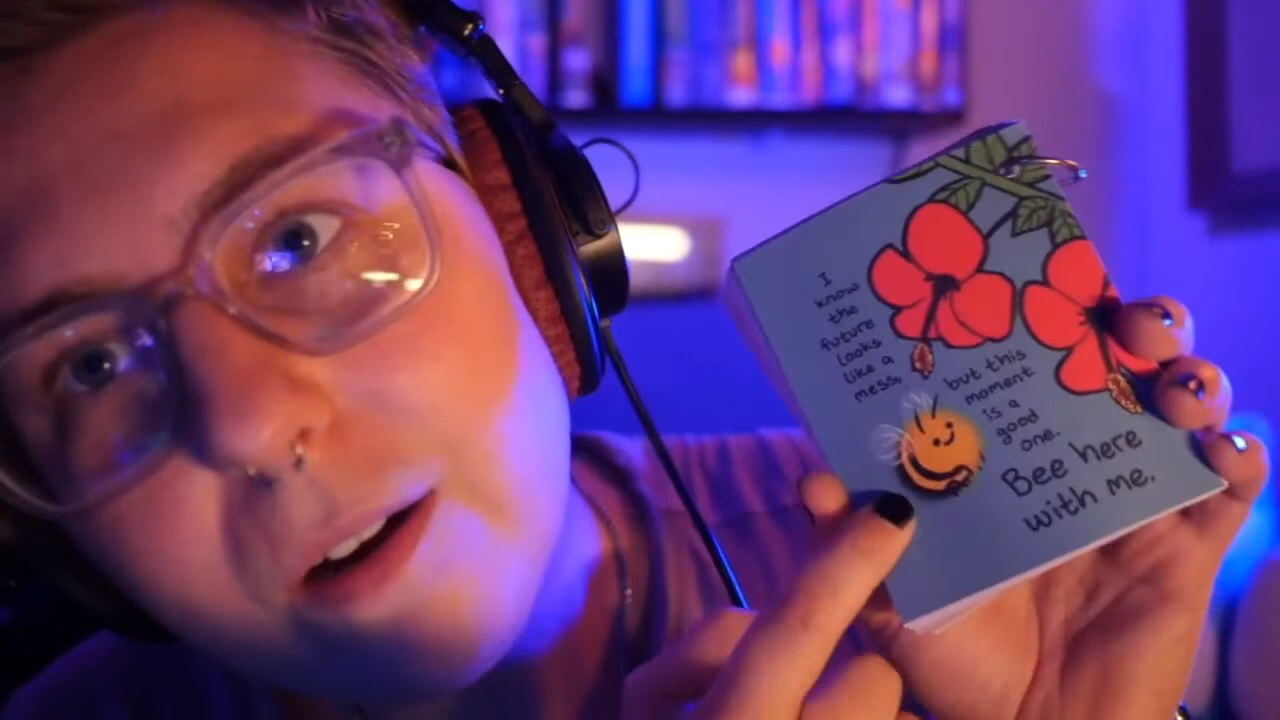 I
know
the
future
looks
like a
mess,
but this
moment
is a
good
one.
Bee here
with me.